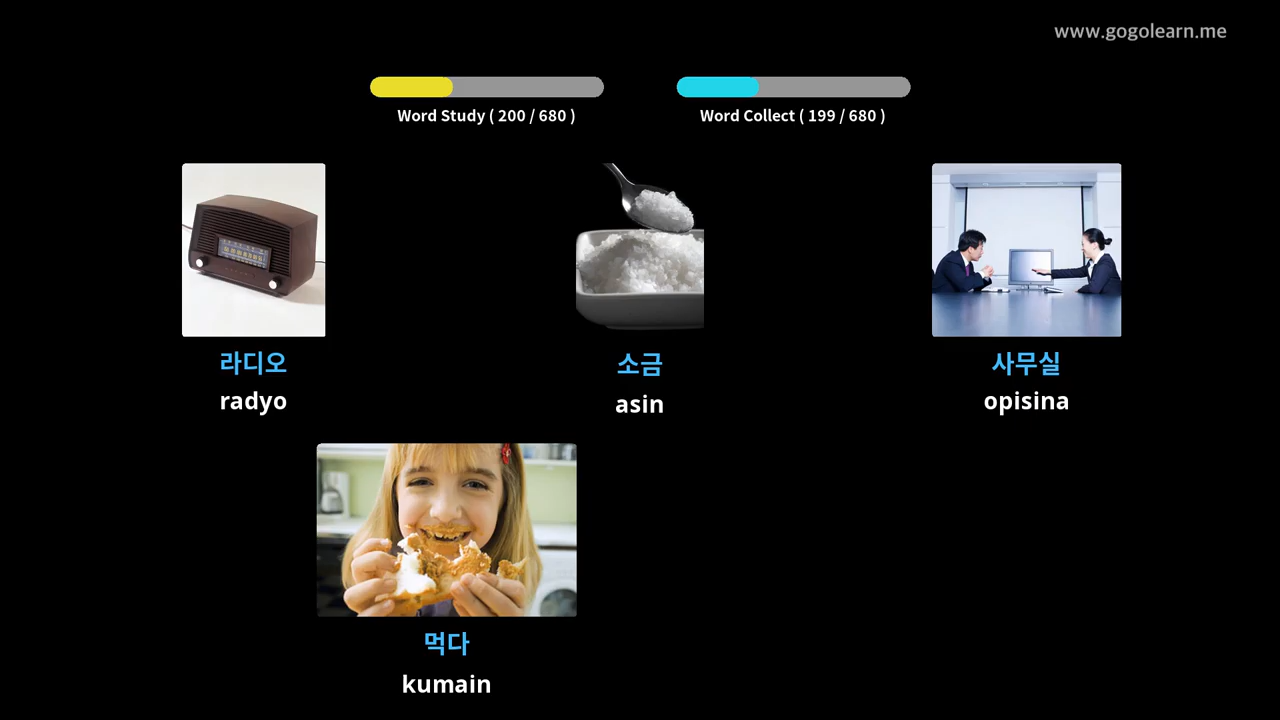 www.gogolearn.me
Word Study ( 200 / 680 )
Word Collect ( 199 / 680 )
라디오
radyo
소금
asin
사무실
opisina
먹다
kumain